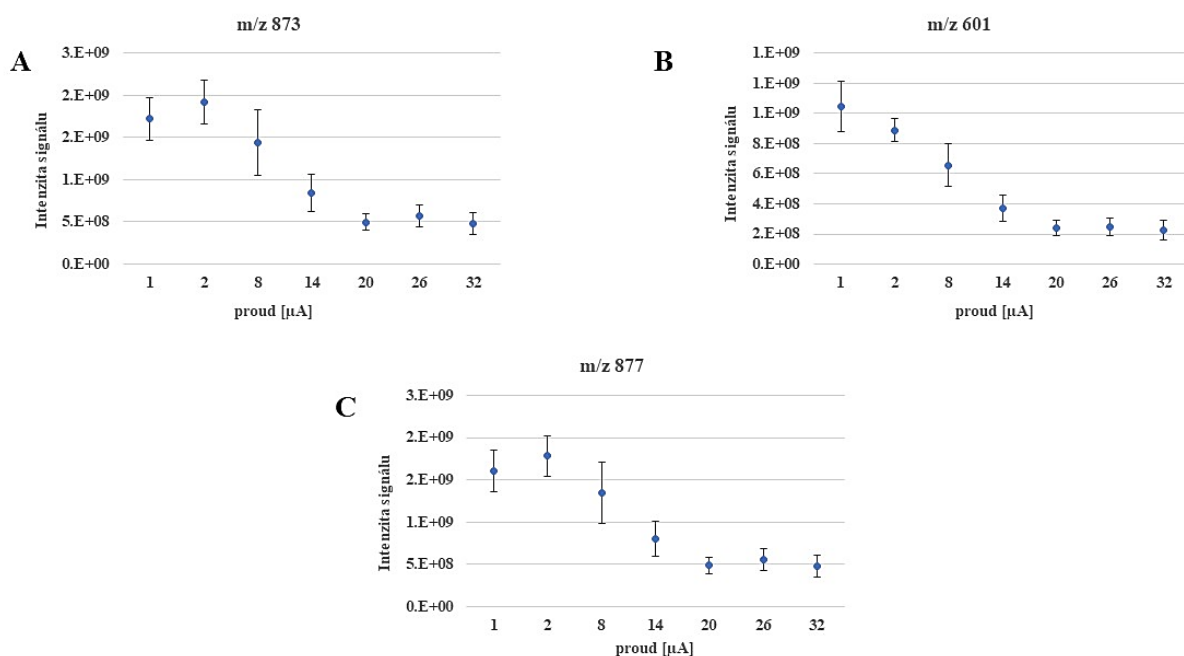 m/z 873
A
3.E+09
2.E+09
2.E+09
1.E+09
5.E+08
0.E+00
Intenzita signálu
1 2 8 14 20 26 32
proud [µA]
m/z 601
B
1.E+09
1.E+09
1.E+09
8.E+08
6.E+08
4.E+08
2.E+08
0.E+00
Intenzita signálu
1 2 8 14 20 26 32
proud [µA]
m/z 877
C
3.E+09
2.E+09
2.E+09
1.E+09
5.E+08
0.E+00
Intenzita signálu
1 2 8 14 20 26 32
proud [µA]